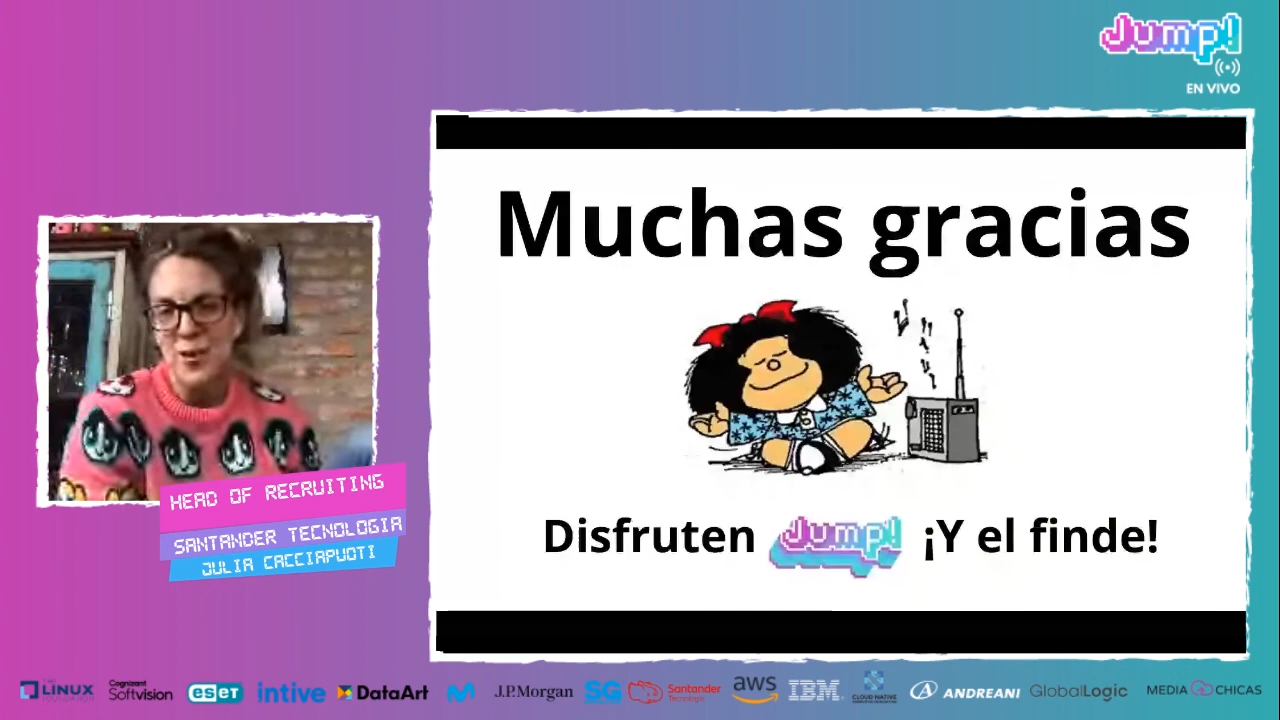 Jump!
EN VIVO
Muchas gracias
Disfruten Jump! ¡Y el finde!
HEAD OF RECRUITING
SANTANDER TECNOLOGIA
JULIA CACCIAPUOTI
LINUX Cognizant Softvision eseT intive DataArt J.P.Morgan SG Santander Tecnología aws IBM CLOUD NATIVE ANDREANI GlobalLogic MEDIA CHICAS